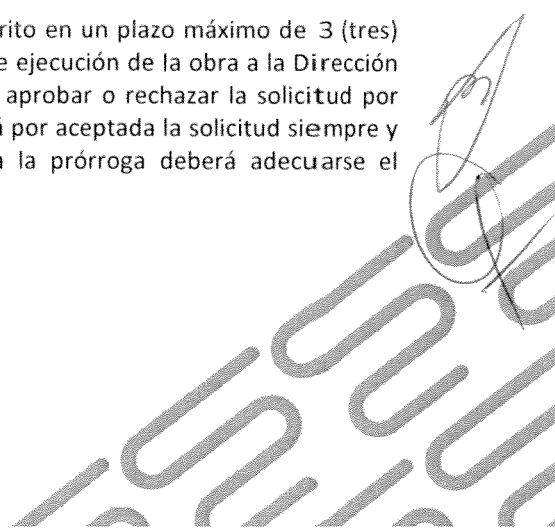 rito en un plazo máximo de 3 (tres)
e ejecución de la obra a la Dirección
aprobar o rechazar la solicitud por
á por aceptada la solicitud siempre y
a la prórroga deberá adecuarse el